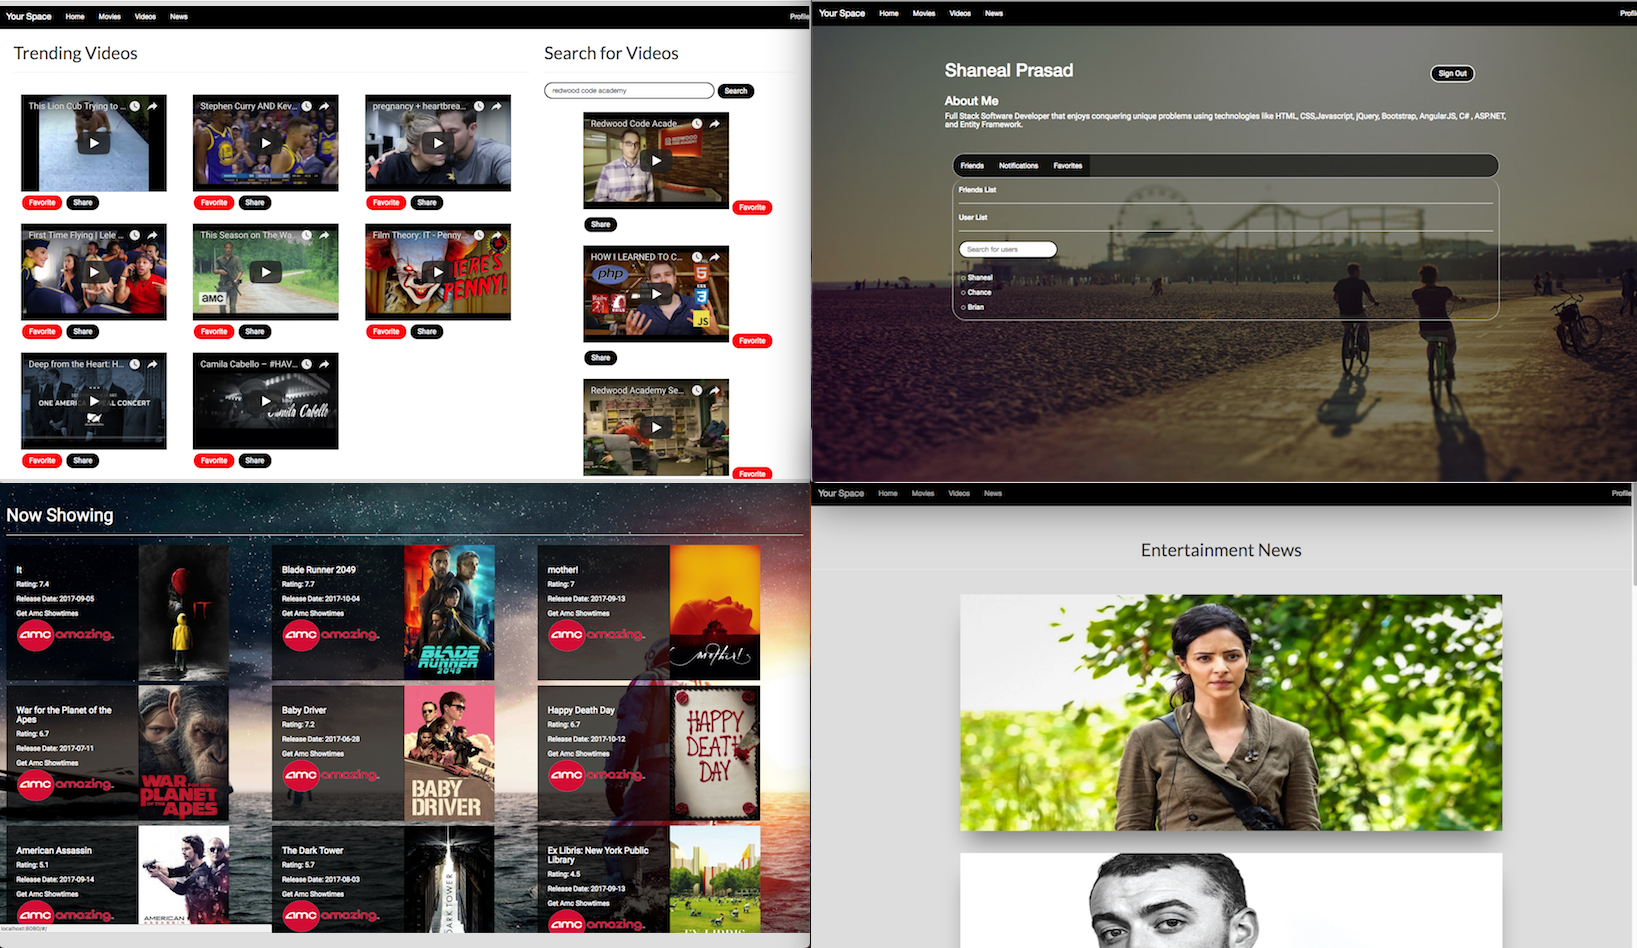 Your Space Home Movies Videos News Profile
Trending Videos
Search for Videos
redwood code academy Search
This Lion Cub Trying to ...
Stephen Curry AND Kev...
pregnancy + heartbrea...
Favorite Share
Favorite Share
Favorite Share
First Time Flying | Lele ...
This Season on The Wa...
Film Theory: IT - Penny...
aMC
HERE'S
PENNY!
Favorite Share
Favorite Share
Favorite Share
Deep from the Heart: H...
ONE AMERICA APPEAL CONCERT
Camila Cabello – #HAV...
Camila Cabello
Favorite Share
Favorite Share
Redwood Code Acade...
REDWOOD
Favorite
Share
HOW I LEARNED TO C...
php
HTML
5
CSS
3
JS
Favorite
Share
Redwood Academy Se...
Favorite
Your Space Home Movies Videos News Profil
Shaneal Prasad
Sign Out
About Me
Full Stack Software Developer that enjoys conquering unique problems using technologies like HTML, CSS,Javascript, jQuery, Bootstrap, AngularJS, C# , ASP.NET,
and Entity Framework.
Friends Notifications Favorites
Friends List
User List
Search for users
Shaneal
Chance
Brian
Now Showing
It
Rating: 7.4
Release Date: 2017-09-05
Get Amc Showtimes
amc amazing.
IT
Blade Runner 2049
Rating: 7.7
Release Date: 2017-10-04
Get Amc Showtimes
amc amazing.
BLADE
RUNNER
2049
mother!
Rating: 7
Release Date: 2017-09-13
Get Amc Showtimes
amc amazing.
mother!
War for the Planet of the
Apes
Rating: 6.7
Release Date: 2017-07-11
Get Amc Showtimes
amc amazing.
WAR
FOR THE
PLANET
OF THE
APES
Baby Driver
Rating: 7.2
Release Date: 2017-06-28
Get Amc Showtimes
amc amazing.
BABY
DRIVER
Happy Death Day
Rating: 6.7
Release Date: 2017-10-12
Get Amc Showtimes
amc amazing.
HAPPY
DEATH
DAY
American Assassin
Rating: 5.1
Release Date: 2017-09-14
Get Amc Showtimes
amc amazing.
AMERICAN
The Dark Tower
Rating: 5.7
Release Date: 2017-08-03
Get Amc Showtimes
amc amazing.
DARK TOWER
Ex Libris: New York Public
Library
Rating: 4.5
Release Date: 2017-09-13
Get Amc Showtimes
amc amazing.
EX LIBRIS
localhost:8080/#/
Your Space Home Movies Videos News Profile
Entertainment News